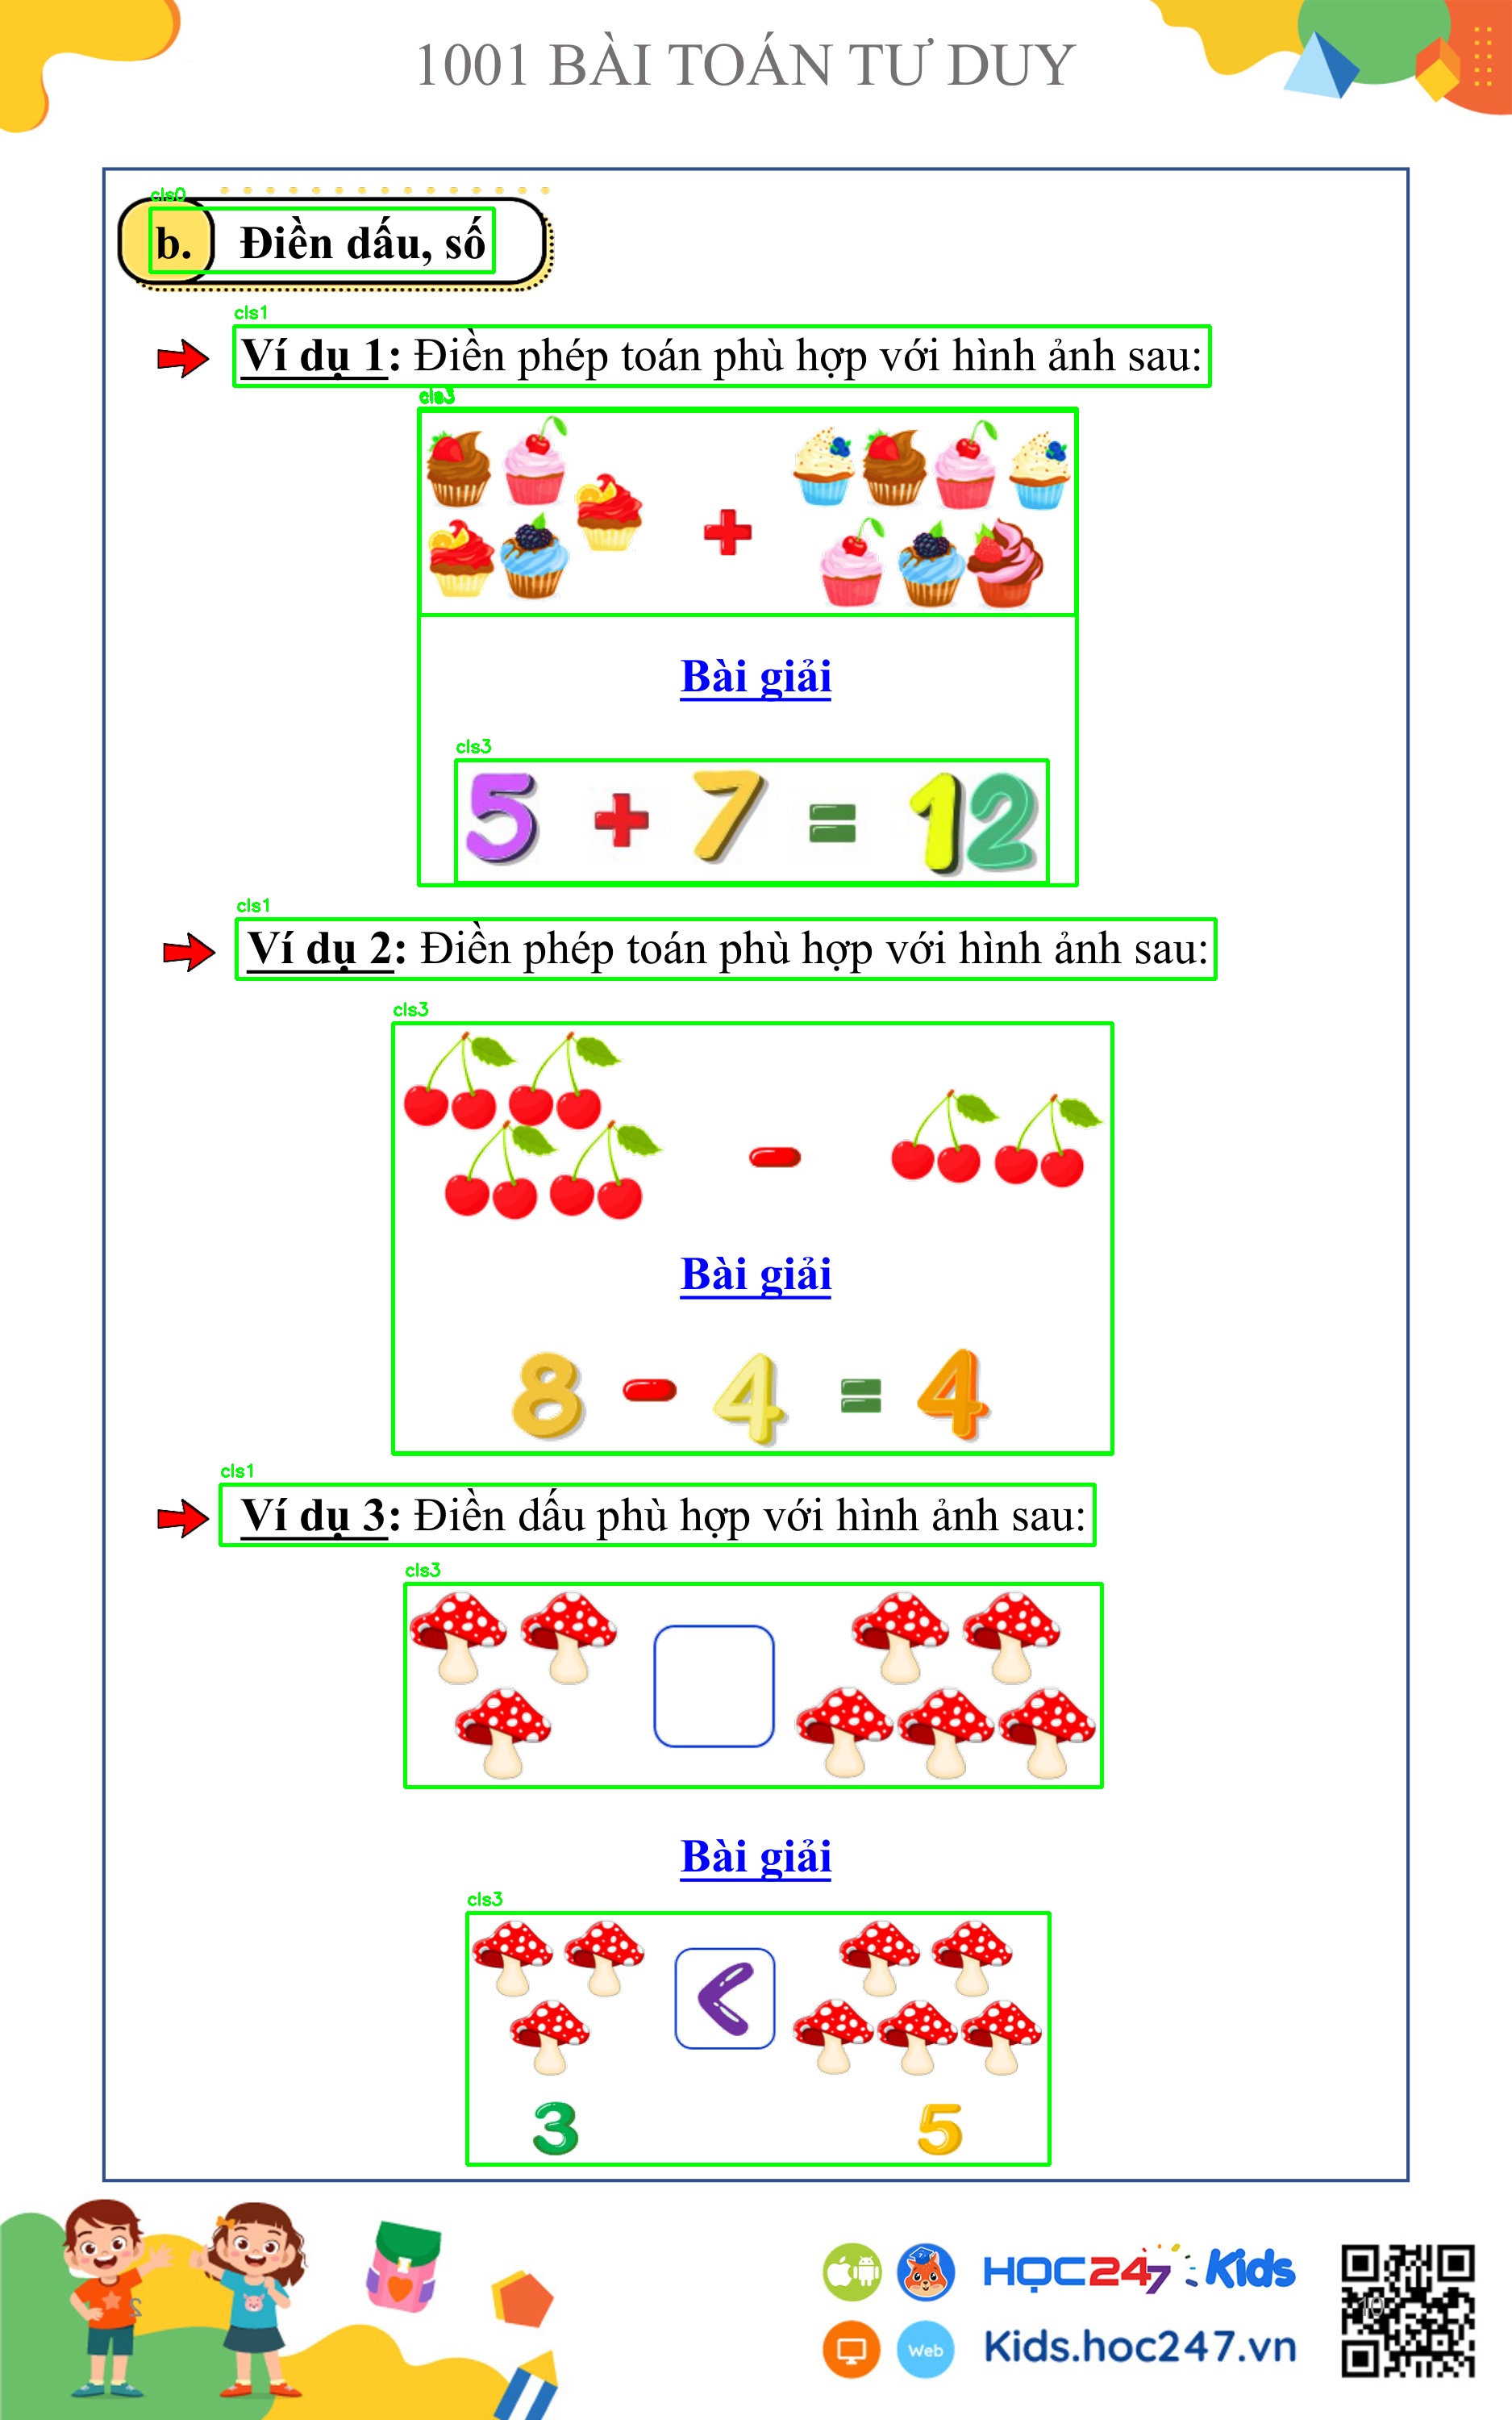 1001 BÀI TOÁN TƯ DUY
cls0
b. Điền dấu, số
cls1
Ví dụ 1: Điền phép toán phù hợp với hình ảnh sau:
cls3
+
Bài giải
cls3
5 + 7 = 12
cls1
Ví dụ 2: Điền phép toán phù hợp với hình ảnh sau:
cls3
-
Bài giải
8 - 4 = 4
cls1
Ví dụ 3: Điền dấu phù hợp với hình ảnh sau:
cls3
Bài giải
cls3
<
3 5
HỌC247 Kids
10
Web Kids.hoc247.vn